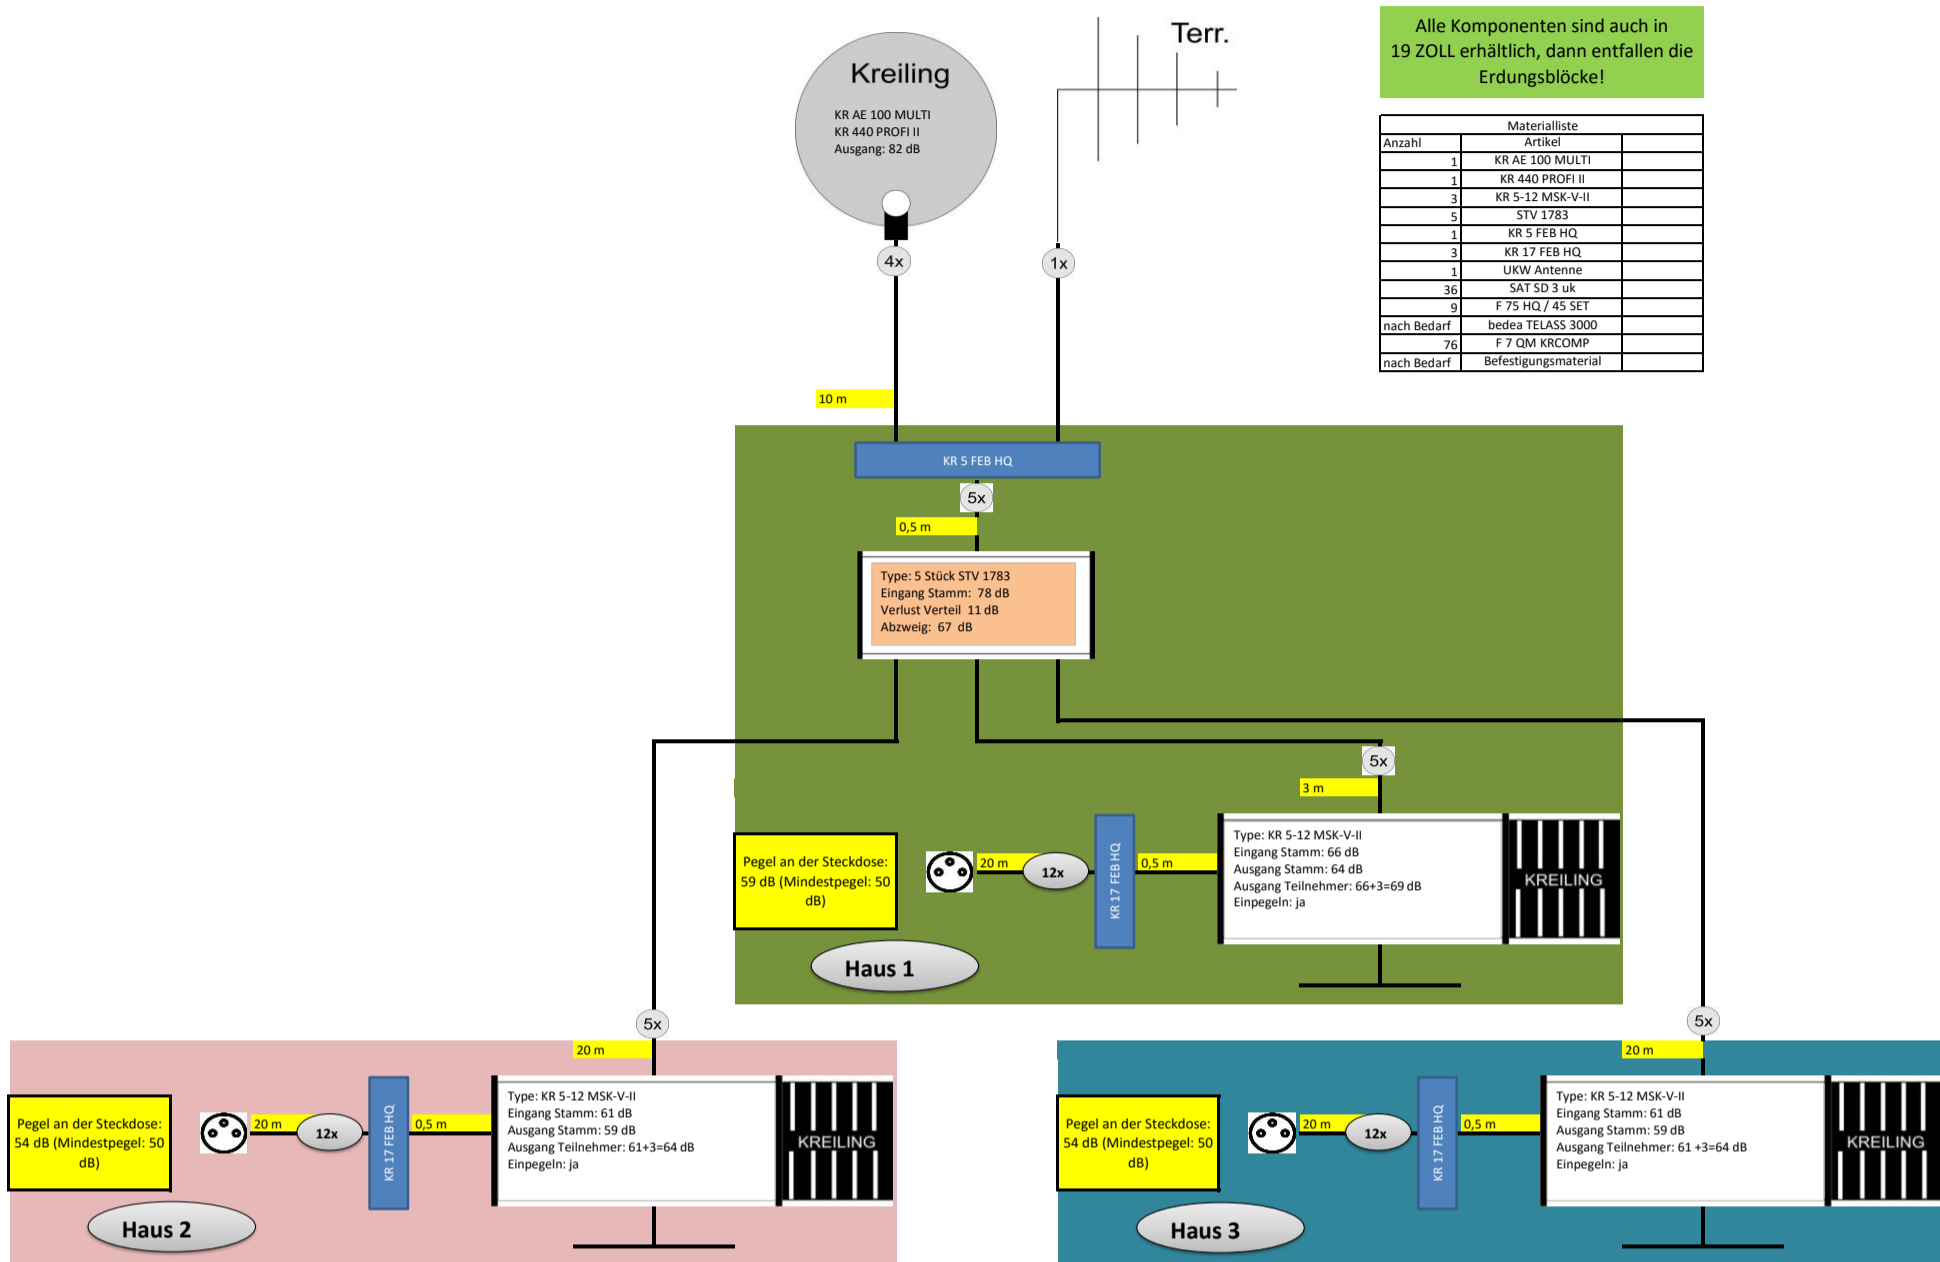 Terr.
Kreiling
KR AE 100 MULTI
KR 440 PROFI II
Ausgang: 82 dB
4x
1x
10 m
Alle Komponenten sind auch in
19 ZOLL erhältlich, dann entfallen die
Erdungsblöcke!
Materialliste
Anzahl Artikel
1 KR AE 100 MULTI
1 KR 440 PROFI II
3 KR 5-12 MSK-V-II
5 STV 1783
1 KR 5 FEB HQ
3 KR 17 FEB HQ
1 UKW Antenne
36 SAT SD 3 uk
9 F 75 HQ / 45 SET
nach Bedarf bedea TELASS 3000
76 F 7 QM KRCOMP
nach Bedarf Befestigungsmaterial
KR 5 FEB HQ
5x
0,5 m
Type: 5 Stück STV 1783
Eingang Stamm: 78 dB
Verlust Verteil 11 dB
Abzweig: 67 dB
5x
3 m
Pegel an der Steckdose:
59 dB (Mindestpegel: 50
dB)
20 m
12x
KR 17 FEB HQ
0,5 m
Type: KR 5-12 MSK-V-II
Eingang Stamm: 66 dB
Ausgang Stamm: 64 dB
Ausgang Teilnehmer: 66+3=69 dB
Einpegeln: ja
KREILING
Haus 1
5x
20 m
Pegel an der Steckdose:
54 dB (Mindestpegel: 50
dB)
20 m
12x
KR 17 FEB HQ
0,5 m
Type: KR 5-12 MSK-V-II
Eingang Stamm: 61 dB
Ausgang Stamm: 59 dB
Ausgang Teilnehmer: 61+3=64 dB
Einpegeln: ja
KREILING
Haus 2
5x
20 m
Pegel an der Steckdose:
54 dB (Mindestpegel: 50
dB)
20 m
12x
KR 17 FEB HQ
0,5 m
Type: KR 5-12 MSK-V-II
Eingang Stamm: 61 dB
Ausgang Stamm: 59 dB
Ausgang Teilnehmer: 61 +3=64 dB
Einpegeln: ja
KREILING
Haus 3